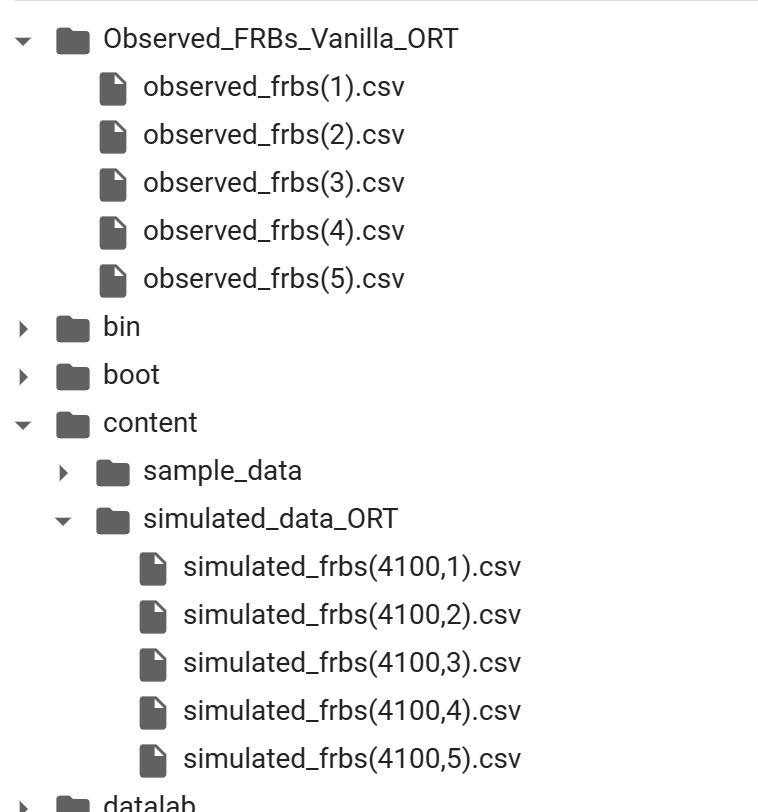 Observed_FRBs_Vanilla_ORT
observed_frbs(1).csv
observed_frbs(2).csv
observed_frbs(3).csv
observed_frbs(4).csv
observed_frbs(5).csv
bin
boot
content
sample_data
simulated_data_ORT
simulated_frbs(4100,1).csv
simulated_frbs(4100,2).csv
simulated_frbs(4100,3).csv
simulated_frbs(4100,4).csv
simulated_frbs(4100,5).csv
datalab